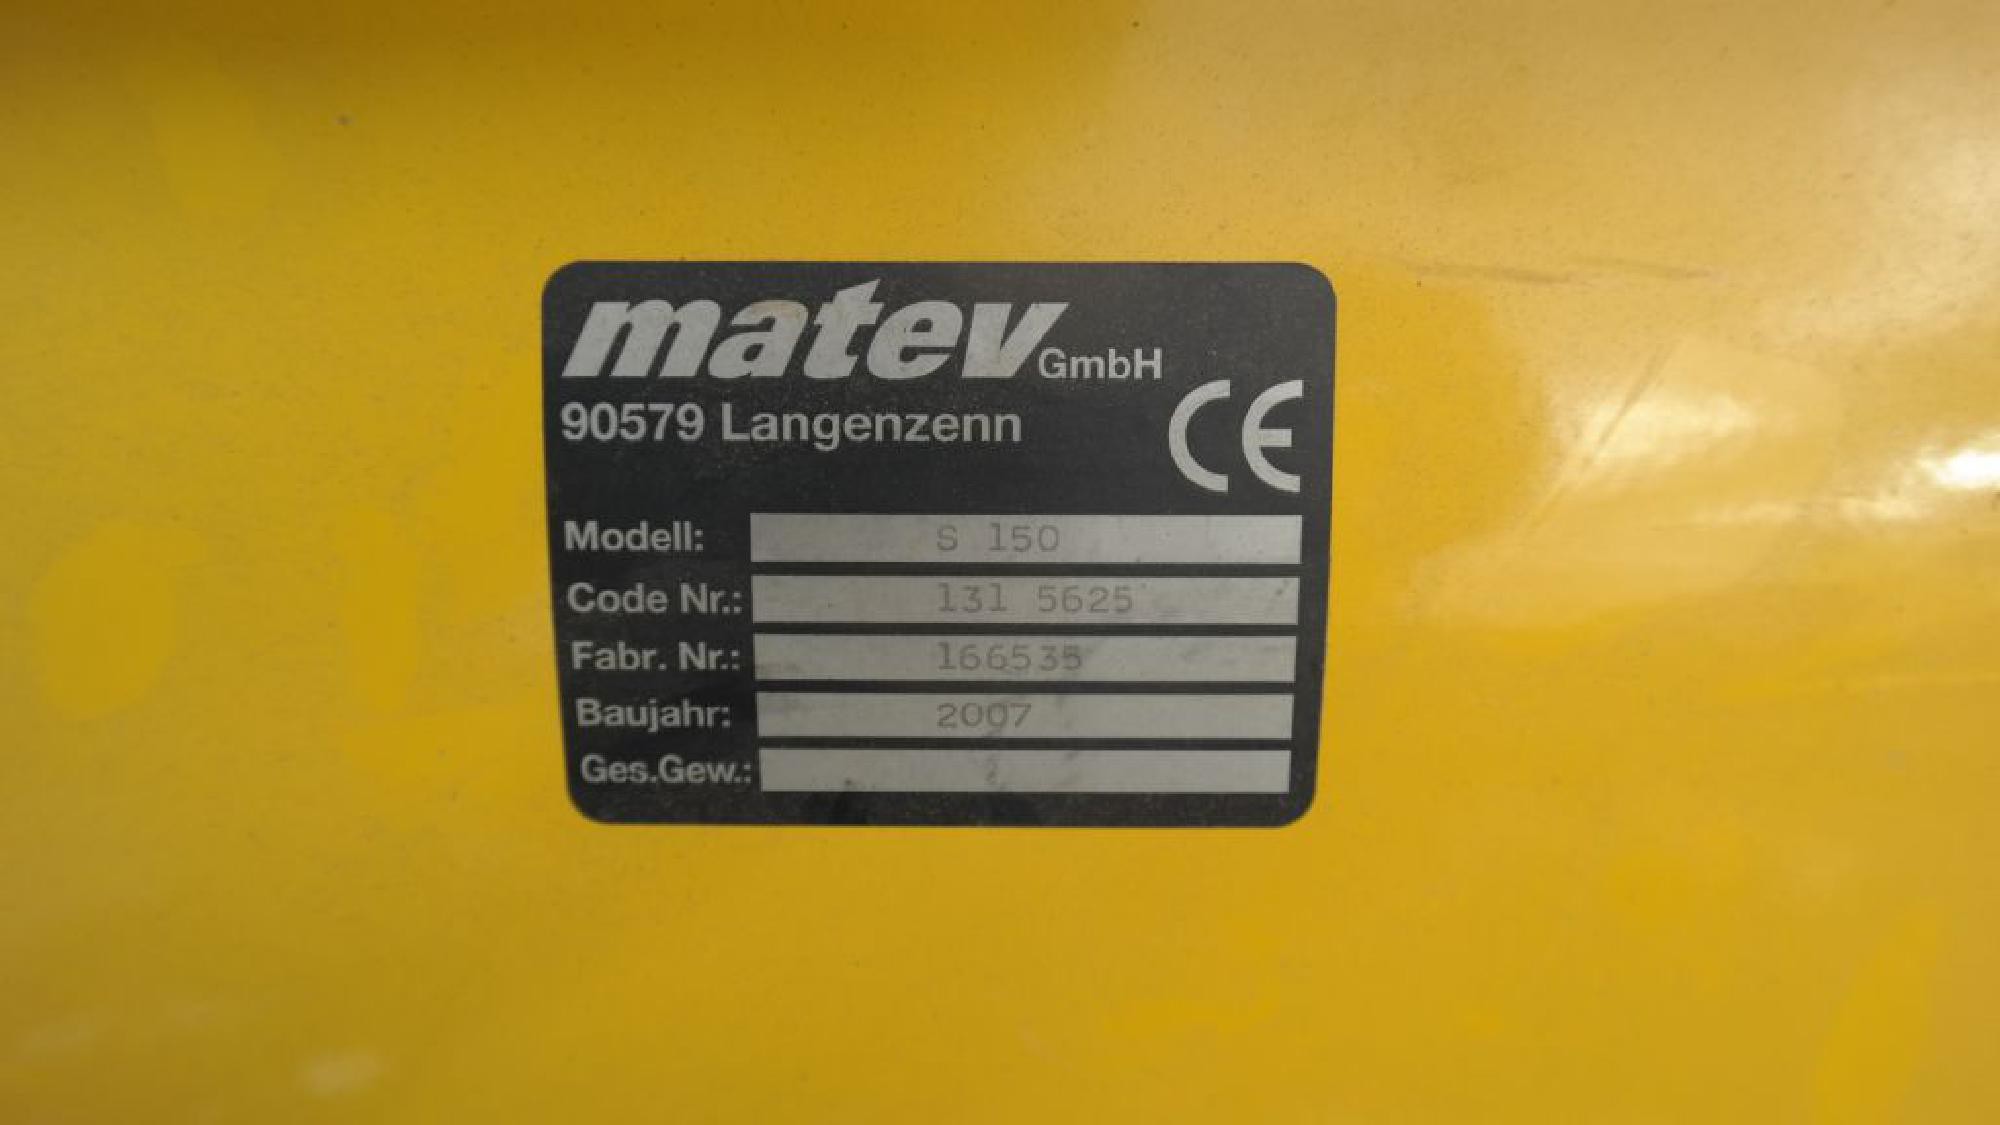 matev GmbH
90579 Langenzenn
CE
Modell: S 150
Code Nr.: 131 5625
Fabr. Nr.: 166535
Baujahr: 2007
Ges.Gew.: